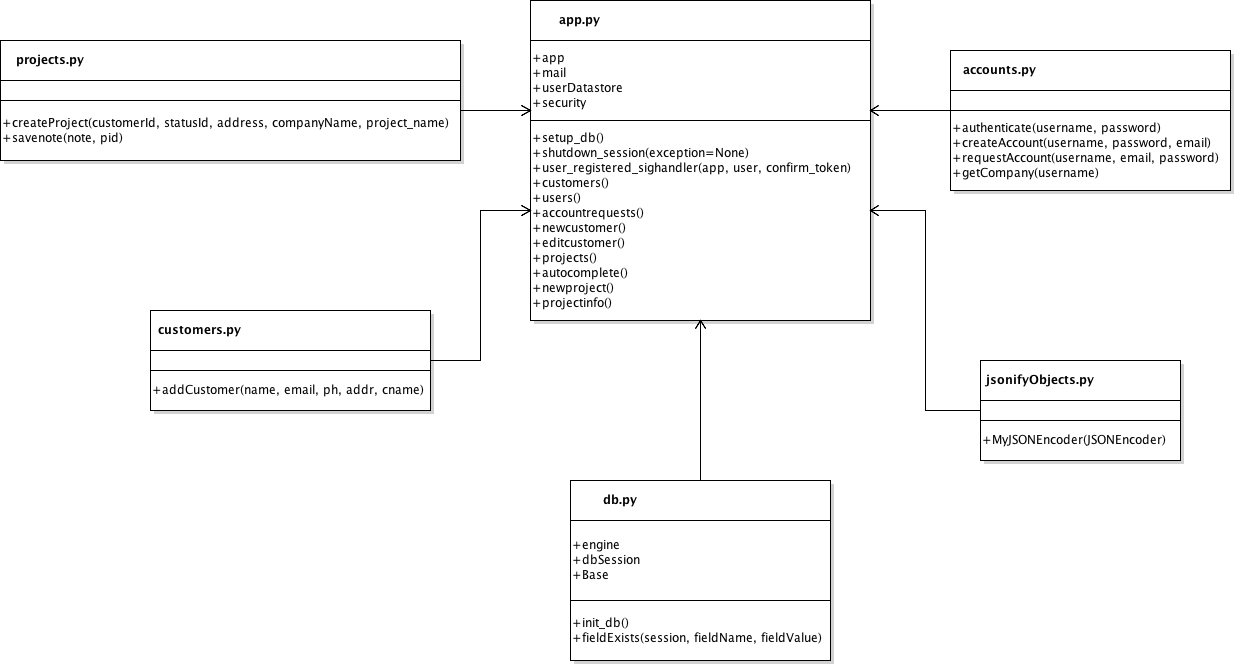 app.py
+app
+mail
+userDatastore
+security
+setup_db()
+shutdown_session(exception=None)
+user_registered_sighandler(app, user, confirm_token)
+customers()
+users()
+accountrequests()
+newcustomer()
+editcustomer()
+projects()
+autocomplete()
+newproject()
+projectinfo()
projects.py
+createProject(customerId, statusId, address, companyName, project_name)
+savenote(note, pid)
accounts.py
+authenticate(username, password)
+createAccount(username, password, email)
+requestAccount(username, email, password)
+getCompany(username)
customers.py
+addCustomer(name, email, ph, addr, cname)
jsonifyObjects.py
+MyJSONEncoder(JSONEncoder)
db.py
+engine
+dbSession
+Base
+init_db()
+fieldExists(session, fieldName, fieldValue)